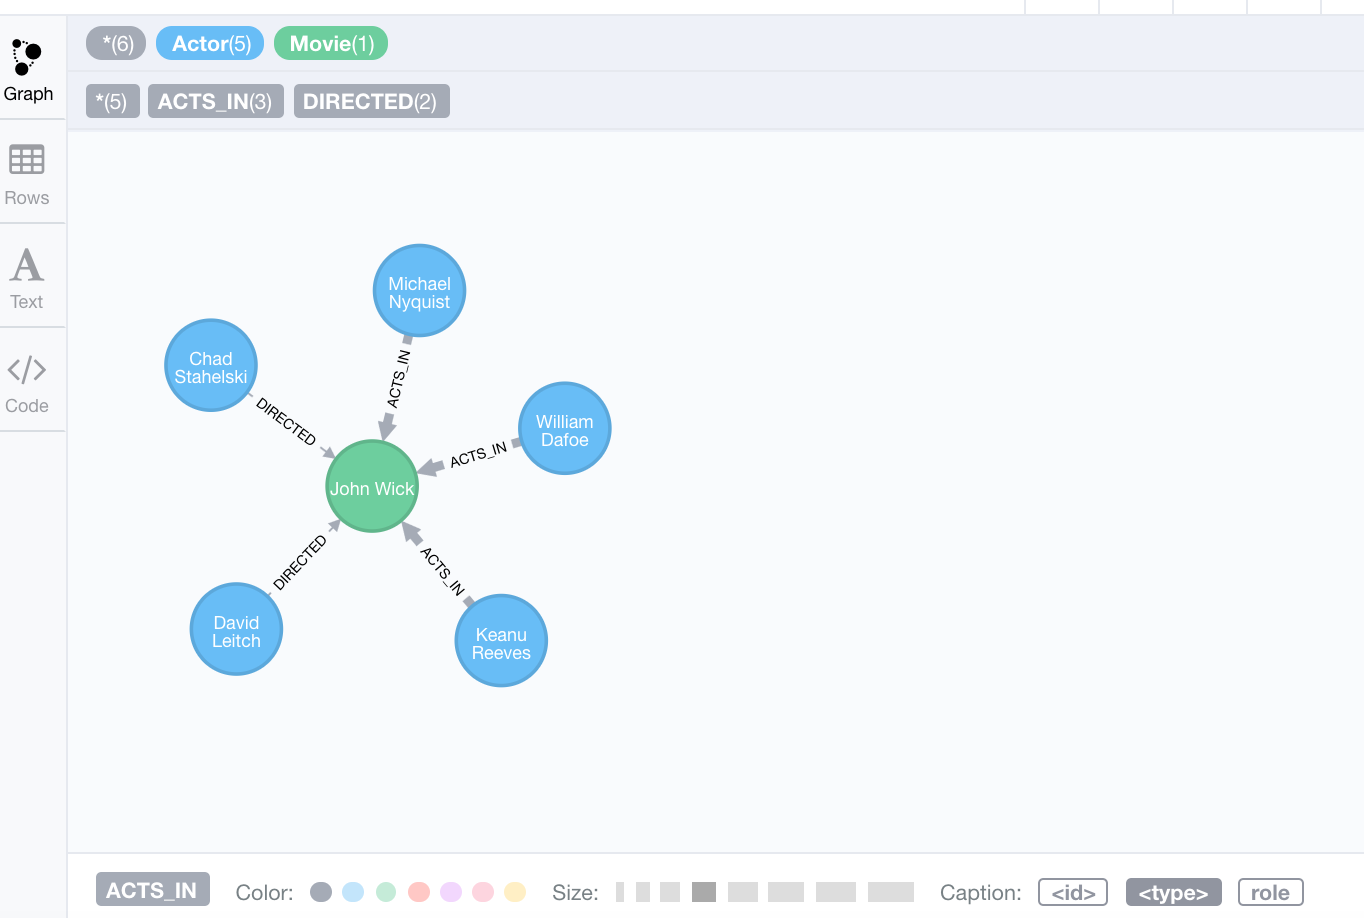 *(6) Actor(5) Movie(1)
*(5) ACTS_IN(3) DIRECTED(2)
Graph
Rows
Text
</> Code
Michael
Nyquist
Chad
Stahelski
ACTS_IN
DIRECTED
William
Dafoe
ACTS_IN
John Wick
DIRECTED
ACTS_IN
David
Leitch
Keanu
Reeves
ACTS_IN Color: Size: Caption: <id> <type> role